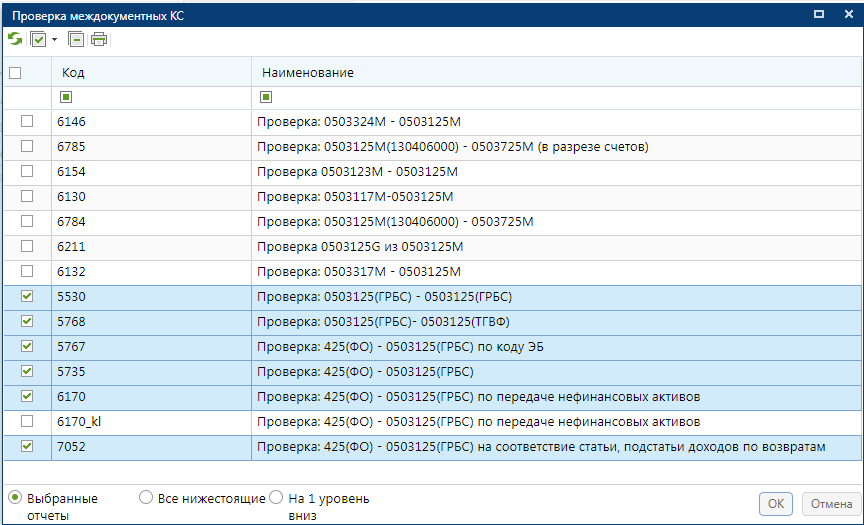 Проверка междокументных КС
Код Наименование
6146 Проверка: 0503324М - 0503125М
6785 Проверка: 0503125М(130406000) - 0503725М (в разрезе счетов)
6154 Проверка 0503123М - 0503125М
6130 Проверка: 0503117М-0503125М
6784 Проверка: 0503125М(130406000) - 0503725М
6211 Проверка 0503125G из 0503125М
6132 Проверка: 0503317М - 0503125М
5530 Проверка: 0503125(ГРБС) - 0503125(ГРБС)
5768 Проверка: 0503125(ГРБС)- 0503125(ТГВФ)
5767 Проверка: 425(ФО) - 0503125(ГРБС) по коду ЭБ
5735 Проверка: 425(ФО) - 0503125(ГРБС)
6170 Проверка: 425(ФО) - 0503125(ГРБС) по передаче нефинансовых активов
6170_kl Проверка: 425(ФО) - 0503125(ГРБС) по передаче нефинансовых активов
7052 Проверка: 425(ФО) - 0503125(ГРБС) на соответствие статьи, подстатьи доходов по возвратам
Выбранные отчеты
Все нижестоящие
На 1 уровень вниз
ОК Отмена